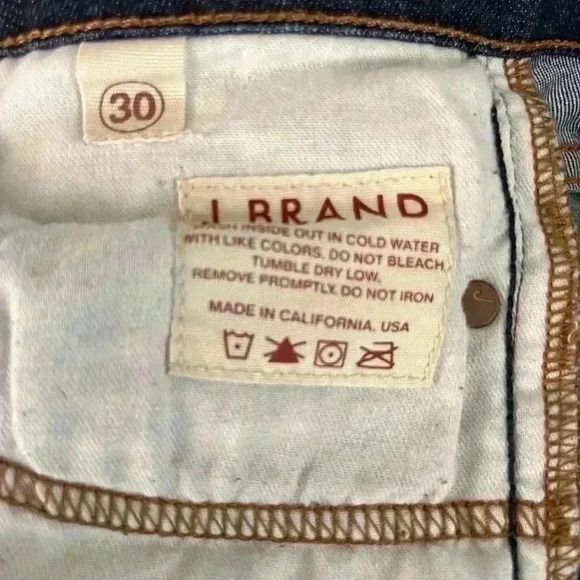 30
J BRAND
WASH INSIDE OUT IN COLD WATER
WITH LIKE COLORS. DO NOT BLEACH
TUMBLE DRY LOW.
REMOVE PROMPTLY. DO NOT IRON
MADE IN CALIFORNIA. USA
J